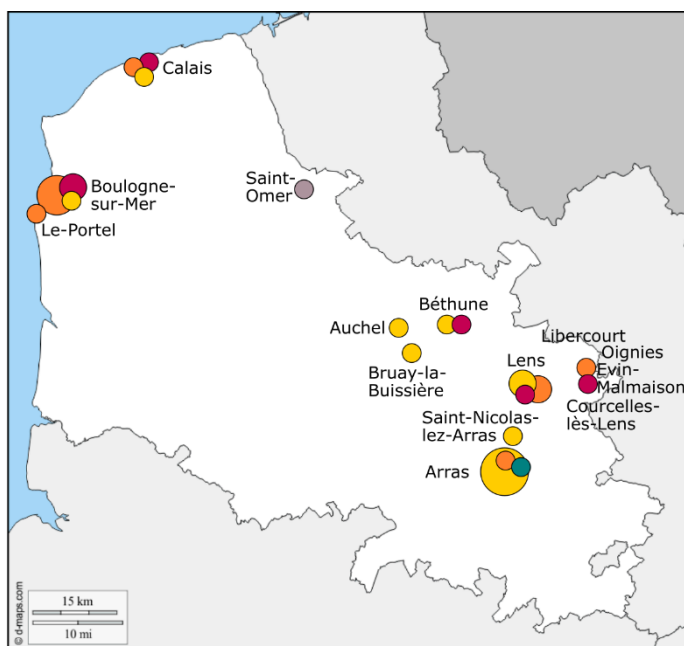 Calais
Boulogne-
sur-Mer
Le-Portel
Saint-
Omer
Béthune
Auchel
Bruay-la-
Buissière
Libercourt
Oignies
Evin-
Malmaison
Courcelles-
lès-Lens
Lens
Saint-Nicolas-
lez-Arras
Arras
15 km
10 mi
© d-maps.com